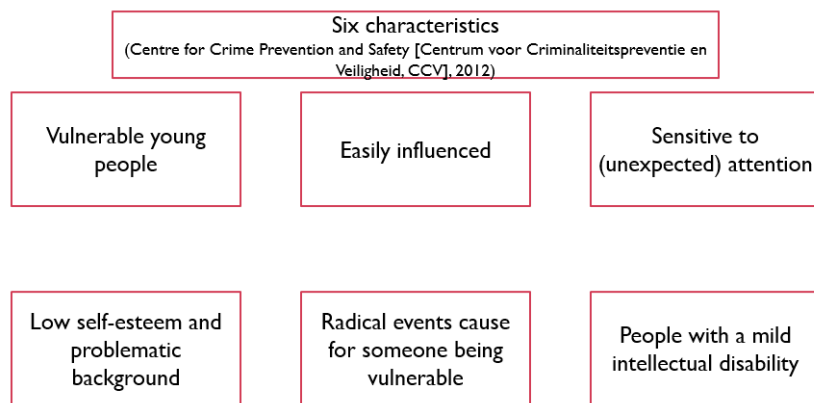 Six characteristics
(Centre for Crime Prevention and Safety [Centrum voor Criminaliteitspreventie en
Veiligheid, CCV], 2012)
Vulnerable young
people
Easily influenced
Sensitive to
(unexpected) attention
Low self-esteem and
problematic
background
Radical events cause
for someone being
vulnerable
People with a mild
intellectual disability